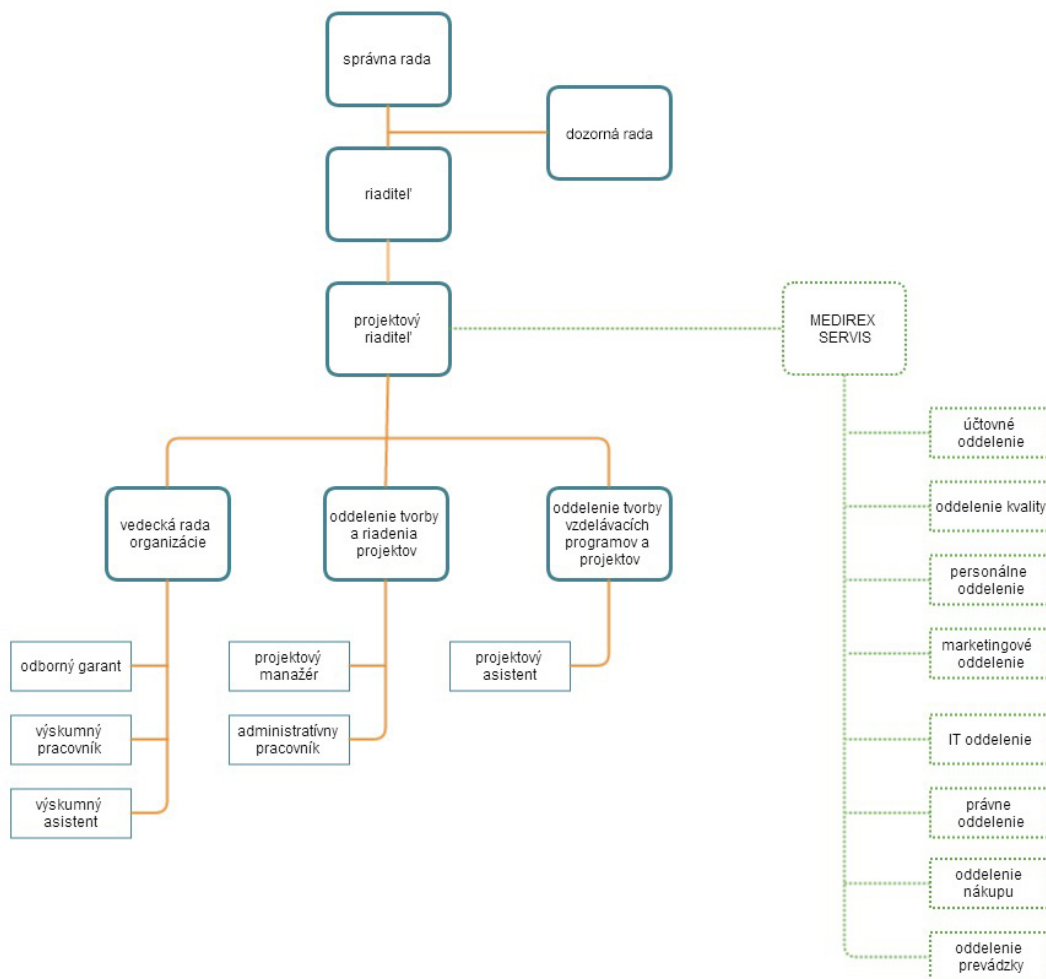 správna rada
dozorná rada
riaditeľ
projektový
riaditeľ
MEDIREX
SERVIS
vedecká rada
organizácie
oddelenie tvorby
a riadenia
projektov
oddelenie tvorby
vzdelávacích
programov a
projektov
odborný garant
výskumný
pracovník
výskumný
asistent
projektový
manažér
administratívny
pracovník
projektový
asistent
účtovné
oddelenie
oddelenie kvality
personálne
oddelenie
marketingové
oddelenie
IT oddelenie
právne
oddelenie
oddelenie
nákupu
oddelenie
prevádzky